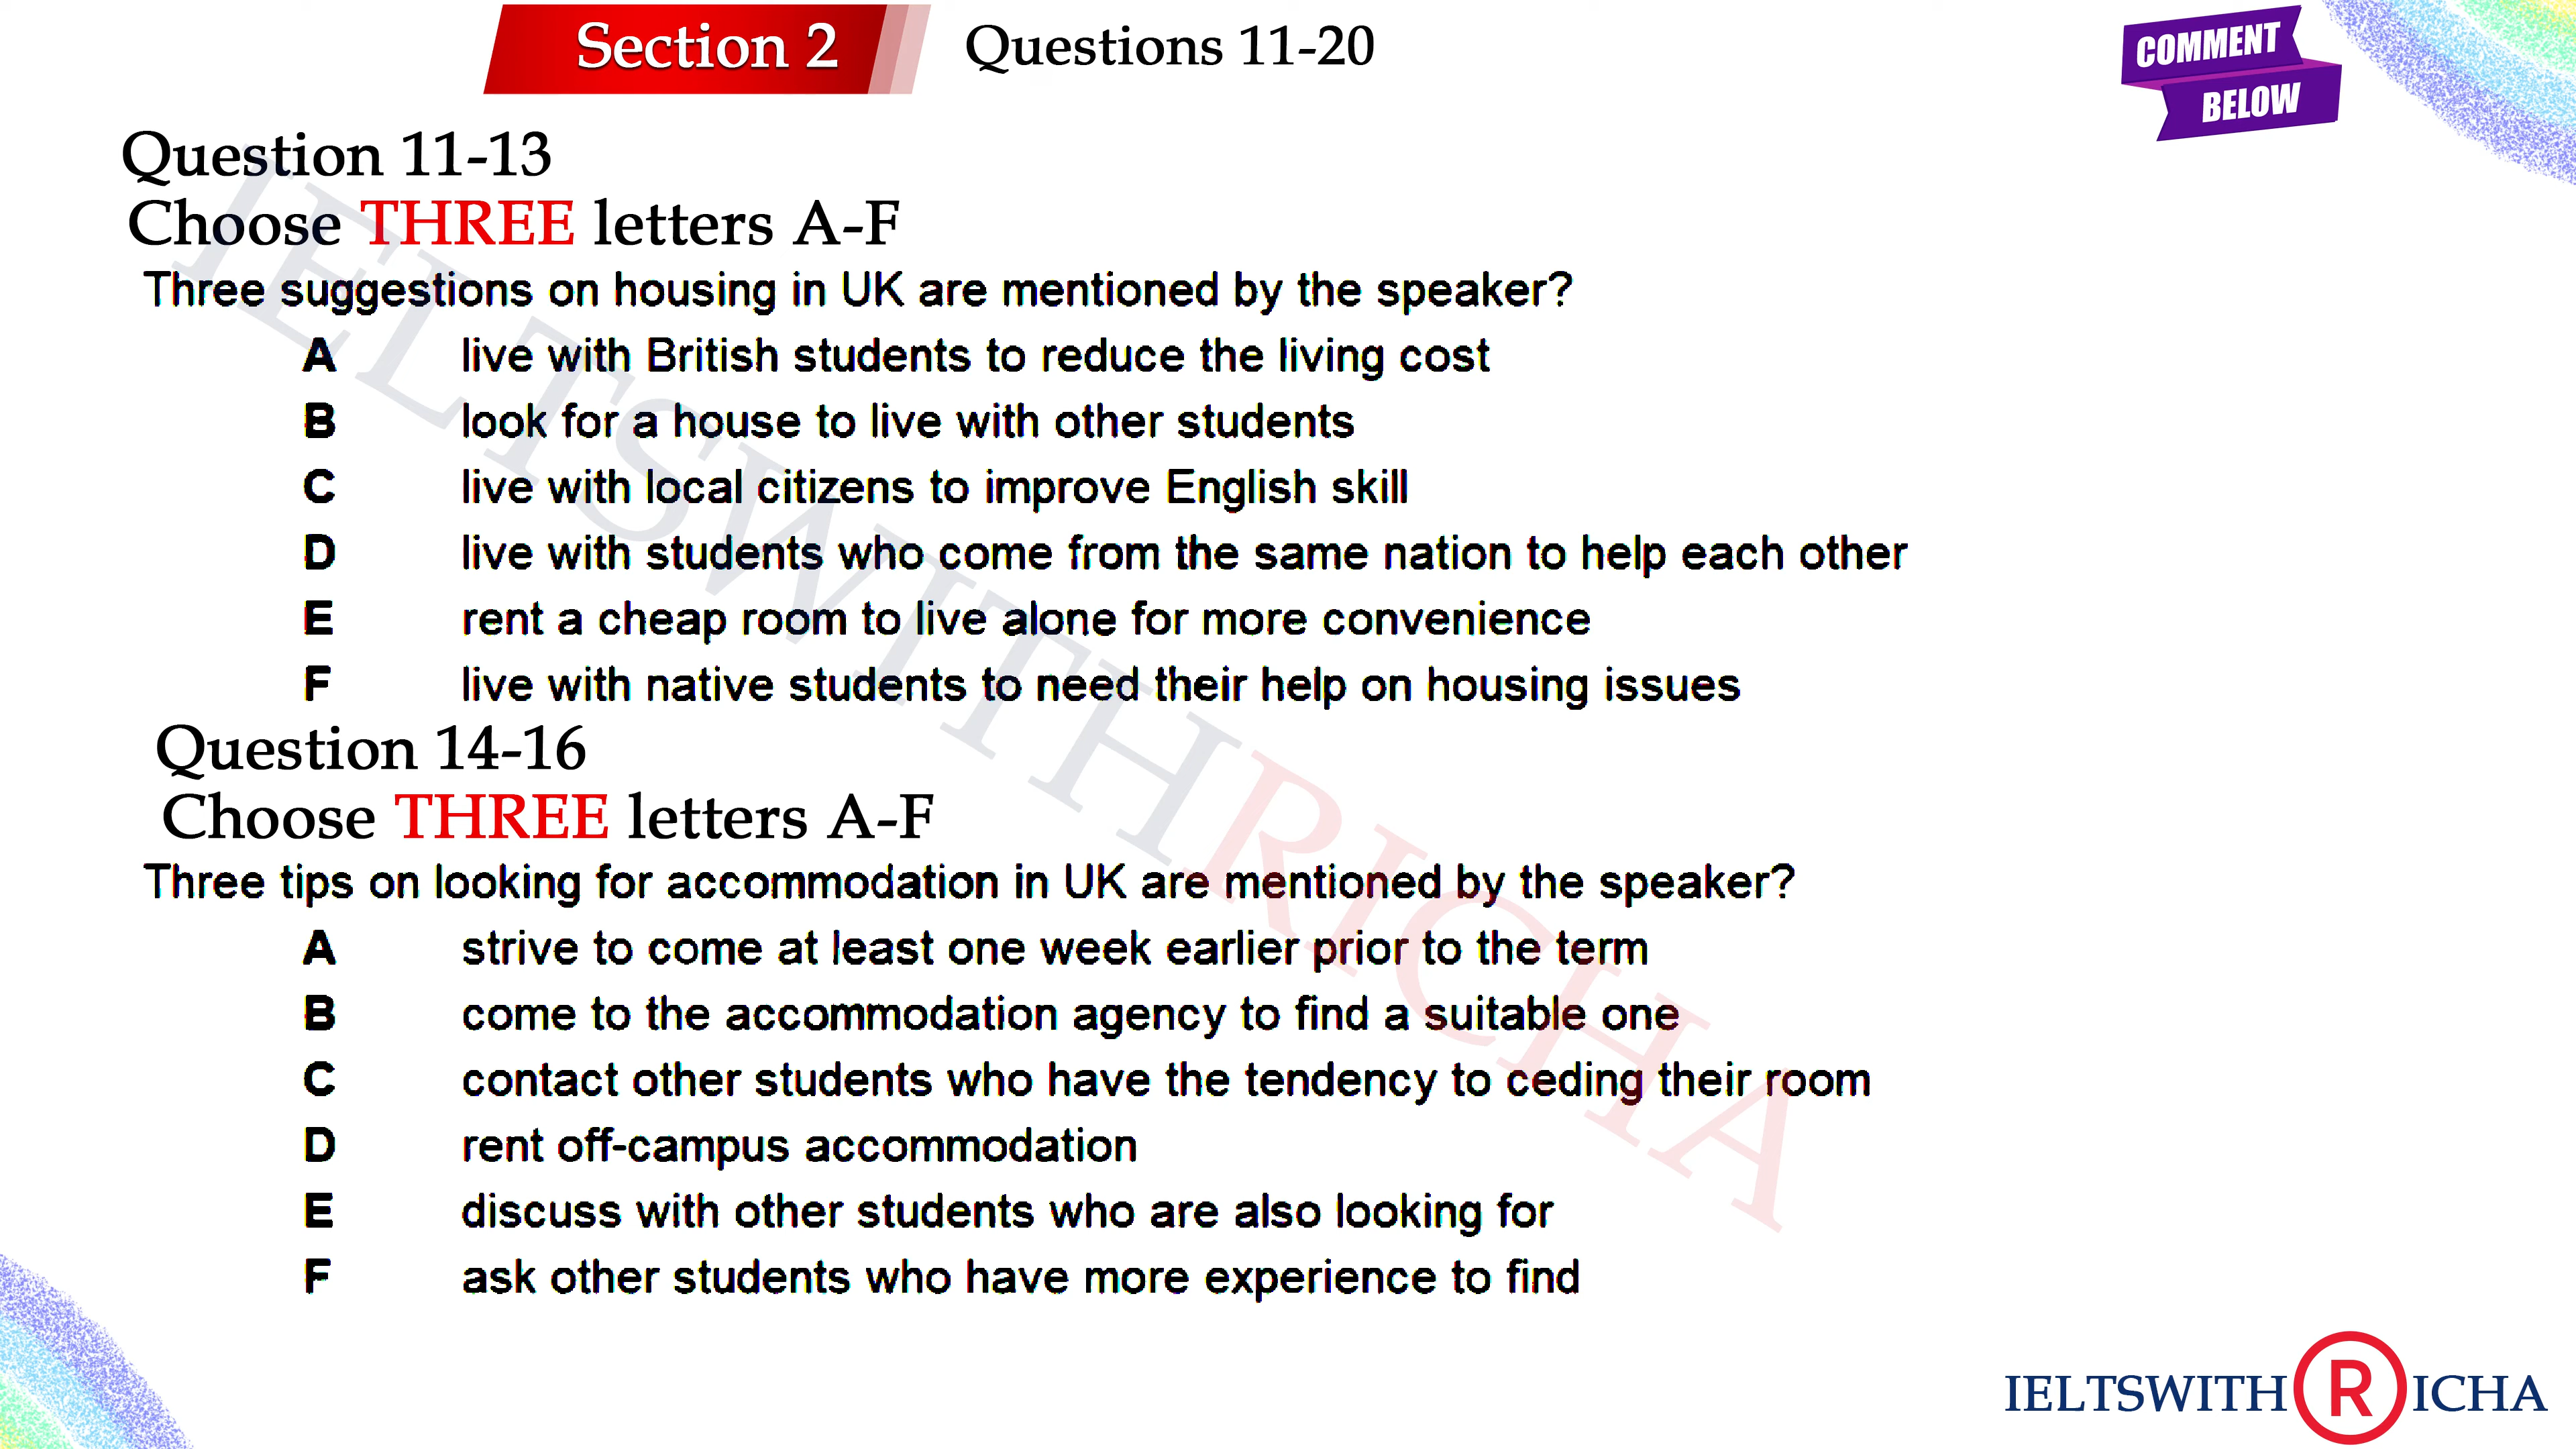 Section 2 Questions 11-20
COMMENT
BELOW
Question 11-13
Choose THREE letters A-F
Three suggestions on housing in UK are mentioned by the speaker?
A live with British students to reduce the living cost
B look for a house to live with other students
C live with local citizens to improve English skill
D live with students who come from the same nation to help each other
E rent a cheap room to live alone for more convenience
F live with native students to need their help on housing issues
Question 14-16
Choose THREE letters A-F
Three tips on looking for accommodation in UK are mentioned by the speaker?
A strive to come at least one week earlier prior to the term
B come to the accommodation agency to find a suitable one
C contact other students who have the tendency to ceding their room
D rent off-campus accommodation
E discuss with other students who are also looking for
F ask other students who have more experience to find
IELTSWITHRICHA
IELTSWITHRICHA